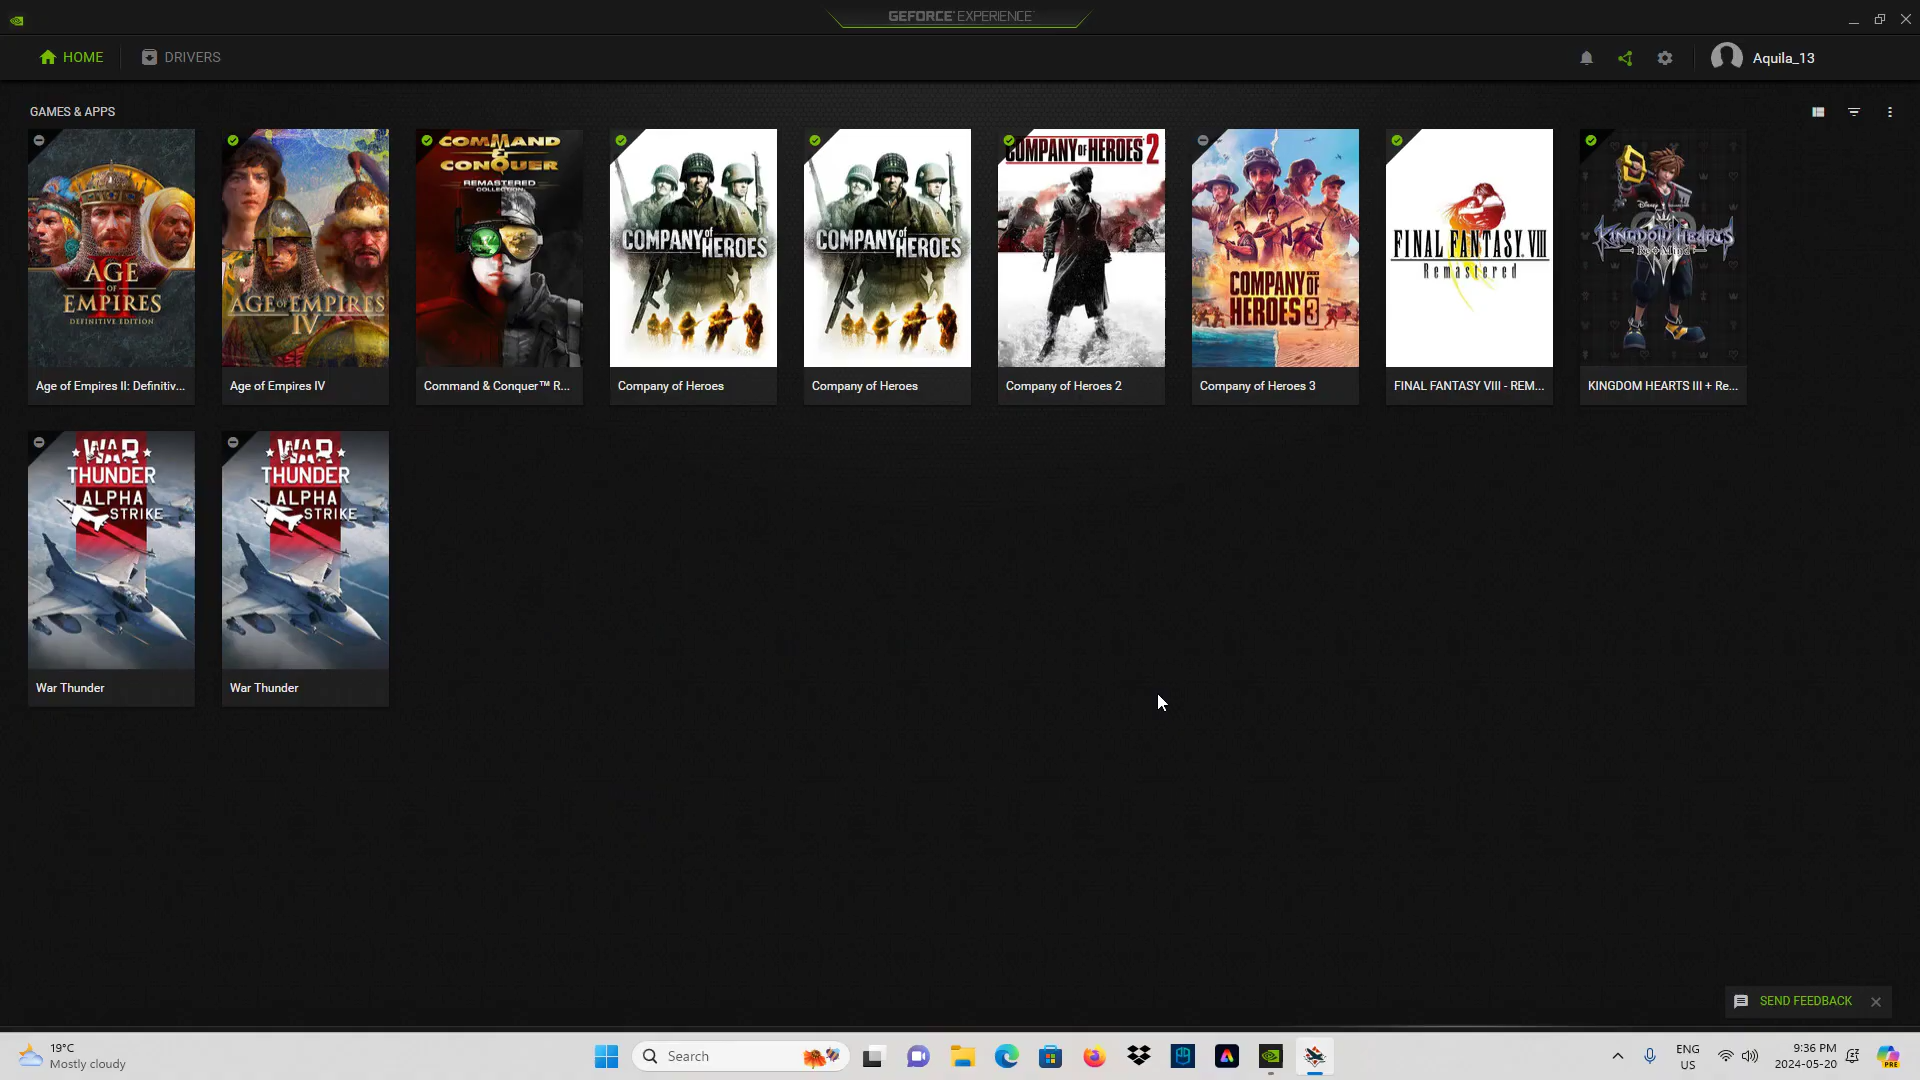 GEFORCE EXPERIENCE
HOME
DRIVERS
Aquila_13
GAMES & APPS
AGE
OF
EMPIRES
II
DEFINITIVE EDITION
AGE OF EMPIRES
IV
COMMAND
&
CONQUER
REMASTERED
COLLECTION
COMPANY OF HEROES
COMPANY OF HEROES
COMPANY OF HEROES 2
COMPANY OF
HEROES 3
FINAL FANTASY VIII
Remastered
Disney
KINGDOM HEARTS
III
Re Mind
Age of Empires II: Definitiv...
Age of Empires IV
Command & Conquer™ R...
Company of Heroes
Company of Heroes
Company of Heroes 2
Company of Heroes 3
FINAL FANTASY VIII - REM...
KINGDOM HEARTS III + Re...
WAR
THUNDER
ALPHA
STRIKE
WAR
THUNDER
ALPHA
STRIKE
War Thunder
War Thunder
SEND FEEDBACK
19°C
Mostly cloudy
Search
ENG
US
9:36 PM
2024-05-20
PRE